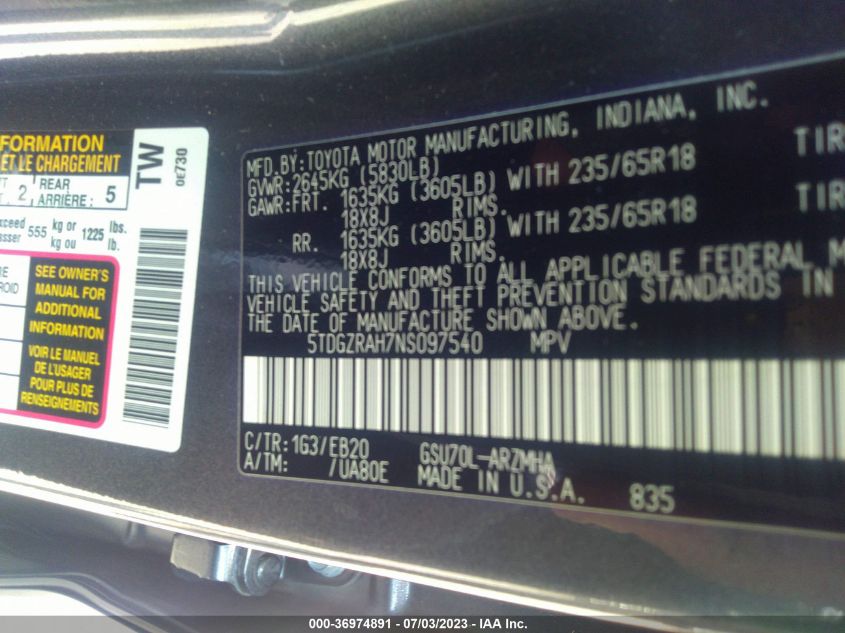 FORMATION
ET LE CHARGEMENT
2 REAR ARRIÈRE: 5
555 kg or kg ou 1225 lbs. lb.
SEE OWNER'S
MANUAL FOR
ADDITIONAL
INFORMATION
VOIR LE MANUEL
DE L'USAGER
POUR PLUS DE
RENSEIGNEMENTS
TW
0E730
MFD.BY:TOYOTA MOTOR MANUFACTURING, INDIANA, INC.
GVWR:2645KG (5830LB)
GAWR:FRT. 1635KG (3605LB) WITH 235/65R18 TIR
18X8J RIMS.
RR. 1635KG (3605LB) WITH 235/65R18 TIR
18X8J RIMS.
THIS VEHICLE CONFORMS TO ALL APPLICABLE FEDERAL M
VEHICLE SAFETY AND THEFT PREVENTION STANDARDS IN
THE DATE OF MANUFACTURE SHOWN ABOVE.
5TDGZRAH7NS097540 MPV
C/TR:1G3/EB20 GSU70L-ARZMHA
A/TM: /UA80E MADE IN U.S.A. 835
000-36974891 - 07/03/2023 - IAA Inc.